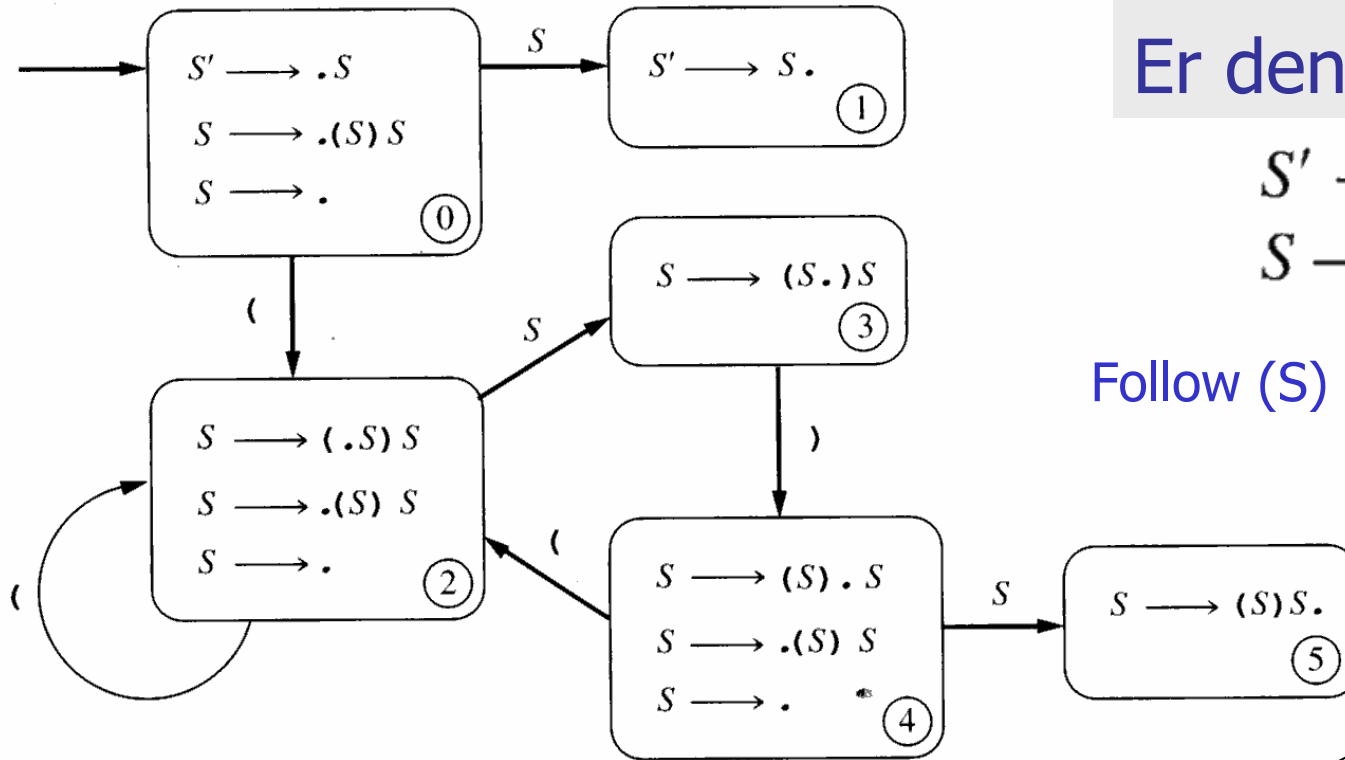 S' ⟶ .S
S ⟶ .(S) S
S ⟶ .
0
S
S' ⟶ S.
1
(
S
S ⟶ (S.) S
3
)
S ⟶ (.S) S
S ⟶ .(S) S
S ⟶ .
2
(
(
S ⟶ (S). S
S ⟶ .(S) S
S ⟶ .
4
S
S ⟶ (S)S.
5
Er den
S'
S
Follow (S)